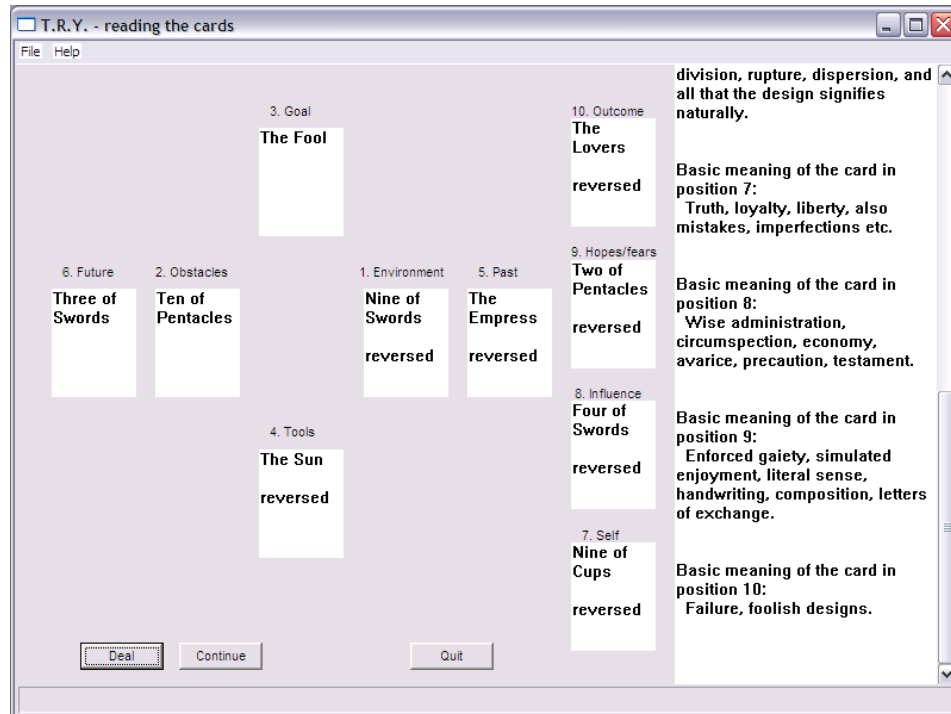 T.R.Y. - reading the cards
File Help
3. Goal
The Fool
10. Outcome
The
Lovers
reversed
6. Future
Three of
Swords
2. Obstacles
Ten of
Pentacles
1. Environment
Nine of
Swords
reversed
5. Past
The
Empress
reversed
9. Hopes/fears
Two of
Pentacles
reversed
4. Tools
The Sun
reversed
8. Influence
Four of
Swords
reversed
7. Self
Nine of
Cups
reversed
Deal
Continue
Quit
division, rupture, dispersion, and
all that the design signifies
naturally.
Basic meaning of the card in
position 7:
Truth, loyalty, liberty, also
mistakes, imperfections etc.
Basic meaning of the card in
position 8:
Wise administration,
circumspection, economy,
avarice, precaution, testament.
Basic meaning of the card in
position 9:
Enforced gaiety, simulated
enjoyment, literal sense,
handwriting, composition, letters
of exchange.
Basic meaning of the card in
position 10:
Failure, foolish designs.